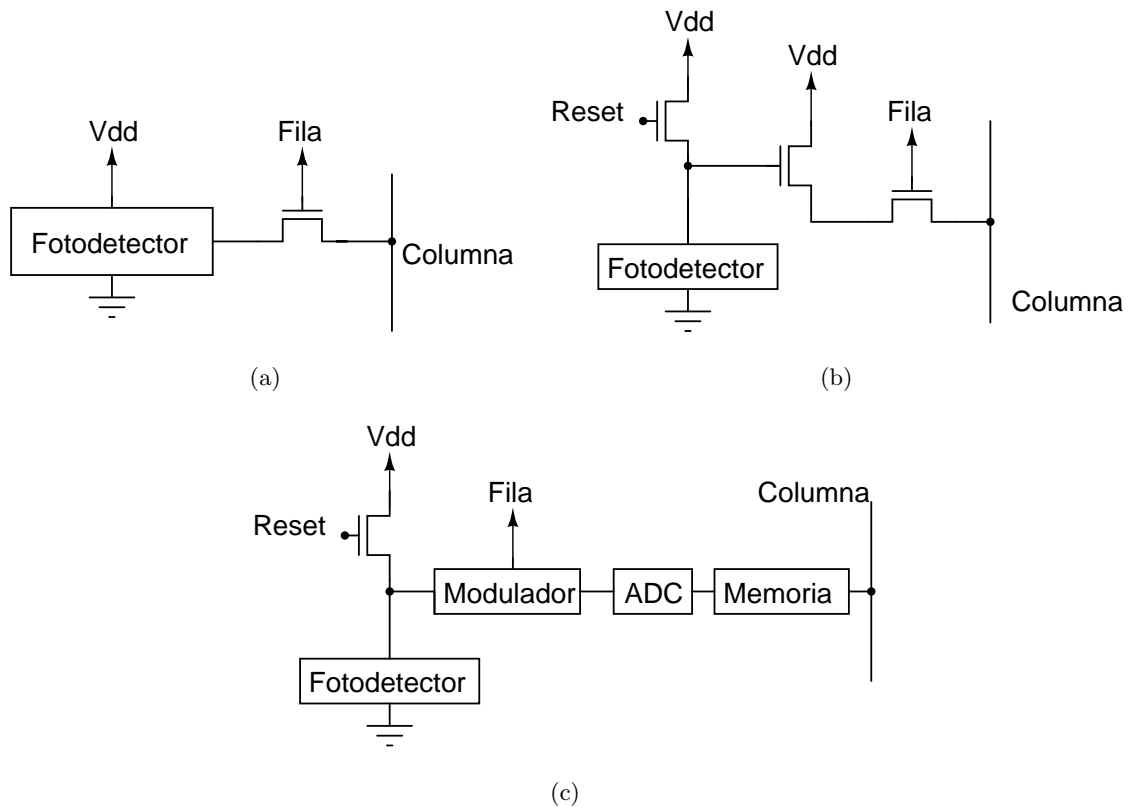 Vdd
Fila
Fotodetector
Columna
(a)
Vdd
Vdd
Reset
Fila
Fotodetector
Columna
(b)
Vdd
Fila
Columna
Reset
Modulador
ADC
Memoria
Fotodetector
(c)